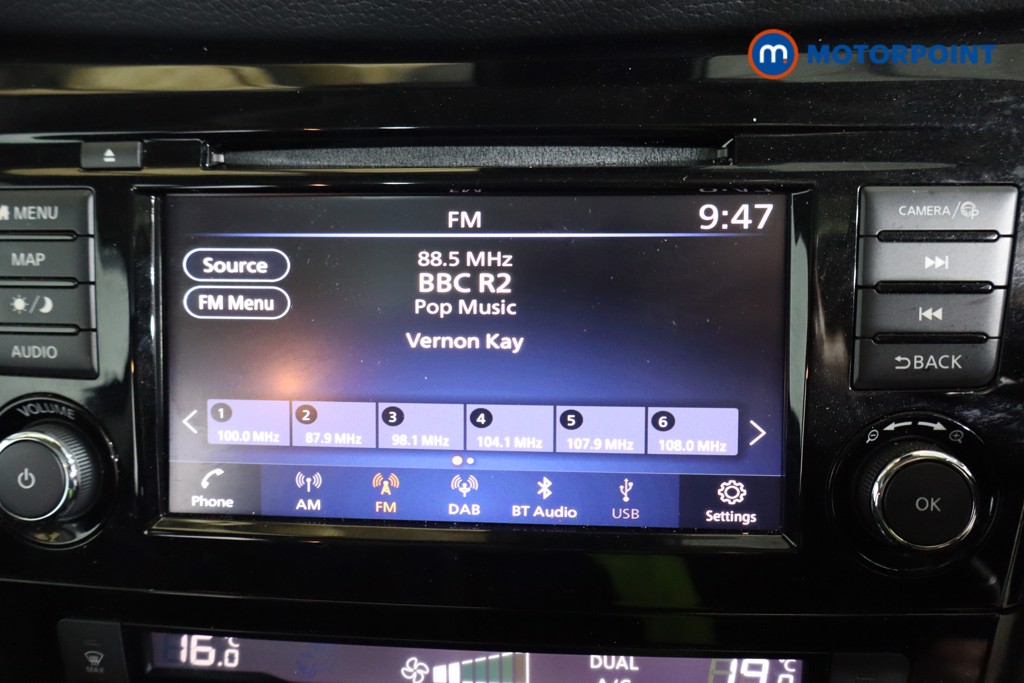 m. MOTORPOINT
MENU
MAP
AUDIO
VOLUME
FM
9:47
Source
FM Menu
88.5 MHz
BBC R2
Pop Music
Vernon Kay
1 2 3 4 5 6
100.0 MHz 87.9 MHz 98.1 MHz 104.1 MHz 107.9 MHz 108.0 MHz
Phone AM FM DAB BT Audio USB Settings
CAMERA/
BACK
OK
MAX
16.0°C
DUAL
A/C
19.0°C